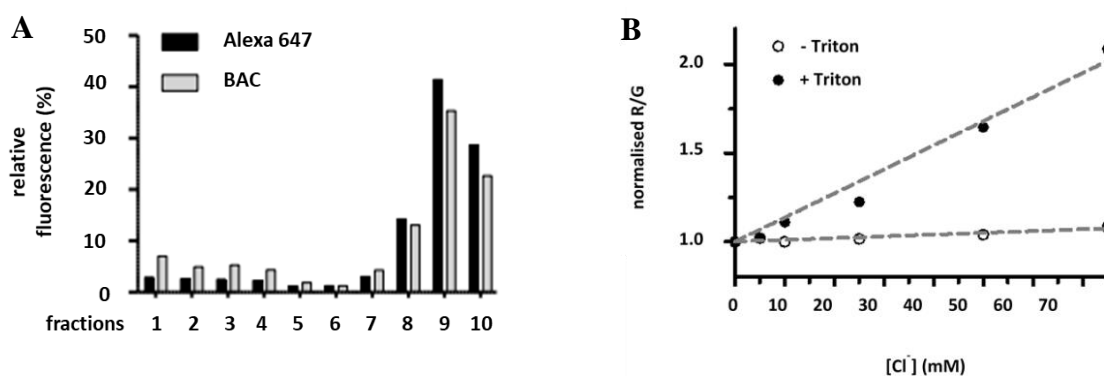 A
50
40
30
20
10
0
relative
fluorescence (%)
Alexa 647
BAC
fractions 1 2 3 4 5 6 7 8 9 10
B
- Triton
+ Triton
2.0
1.5
1.0
normalised R/G
0 10 20 30 40 50 60 70
[Cl-] (mM)